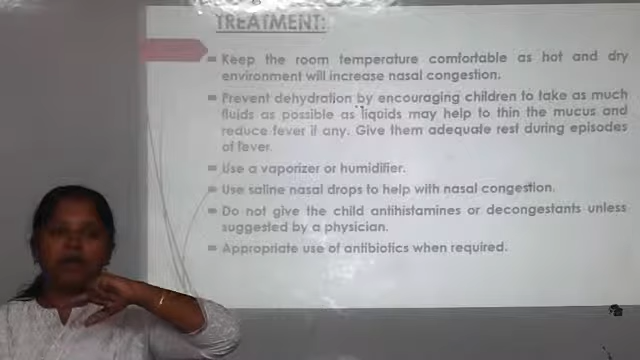 TREATMENT:
Keep the room temperature comfortable as hot and dry
environment will increase nasal congestion.
Prevent dehydration by encouraging children to take as much
fluids as possible as liquids may help to thin the mucus and
reduce fever if any. Give them adequate rest during episodes
of fever.
Use a vaporizer or humidifier.
Use saline nasal drops to help with nasal congestion.
Do not give the child antihistamines or decongestants unless
suggested by a physician.
Appropriate use of antibiotics when required.